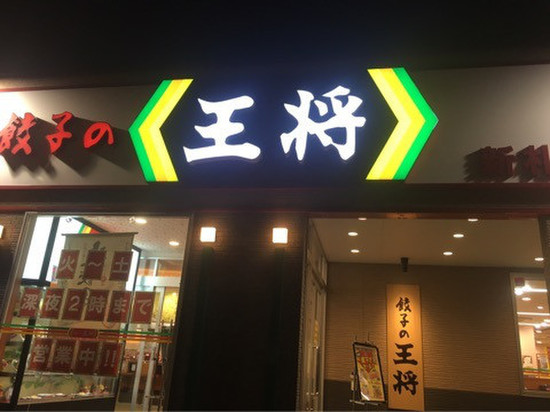 餃子の
王将
火～土
深夜2時まで
営業中!!
餃子の王将